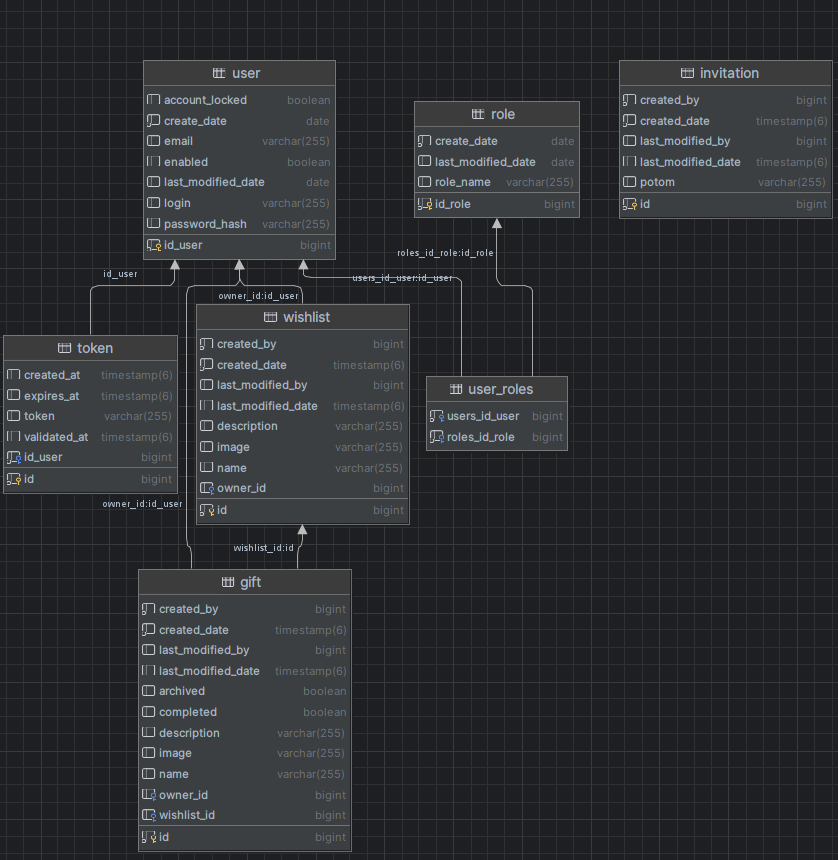 user
account_locked boolean
create_date date
email varchar(255)
enabled boolean
last_modified_date date
login varchar(255)
password_hash varchar(255)
id_user bigint
role
create_date date
last_modified_date date
role_name varchar(255)
id_role bigint
invitation
created_by bigint
created_date timestamp(6)
last_modified_by bigint
last_modified_date timestamp(6)
potom varchar(255)
id bigint
roles_id_role:id_role
id_user
users_id_user:id_user
owner_id:id_user
wishlist
created_by bigint
created_date timestamp(6)
last_modified_by bigint
last_modified_date timestamp(6)
description varchar(255)
image varchar(255)
name varchar(255)
owner_id bigint
id bigint
token
created_at timestamp(6)
expires_at timestamp(6)
token varchar(255)
validated_at timestamp(6)
id_user bigint
id bigint
user_roles
users_id_user bigint
roles_id_role bigint
owner_id:id_user
wishlist_id:id
gift
created_by bigint
created_date timestamp(6)
last_modified_by bigint
last_modified_date timestamp(6)
archived boolean
completed boolean
description varchar(255)
image varchar(255)
name varchar(255)
owner_id bigint
wishlist_id bigint
id bigint